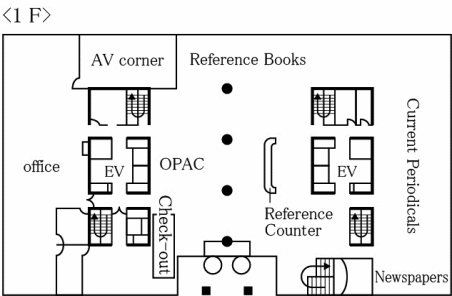 <1 F>
AV corner
Reference Books
Current Periodicals
office
EV
OPAC
EV
Check-out
Reference
Counter
Newspapers